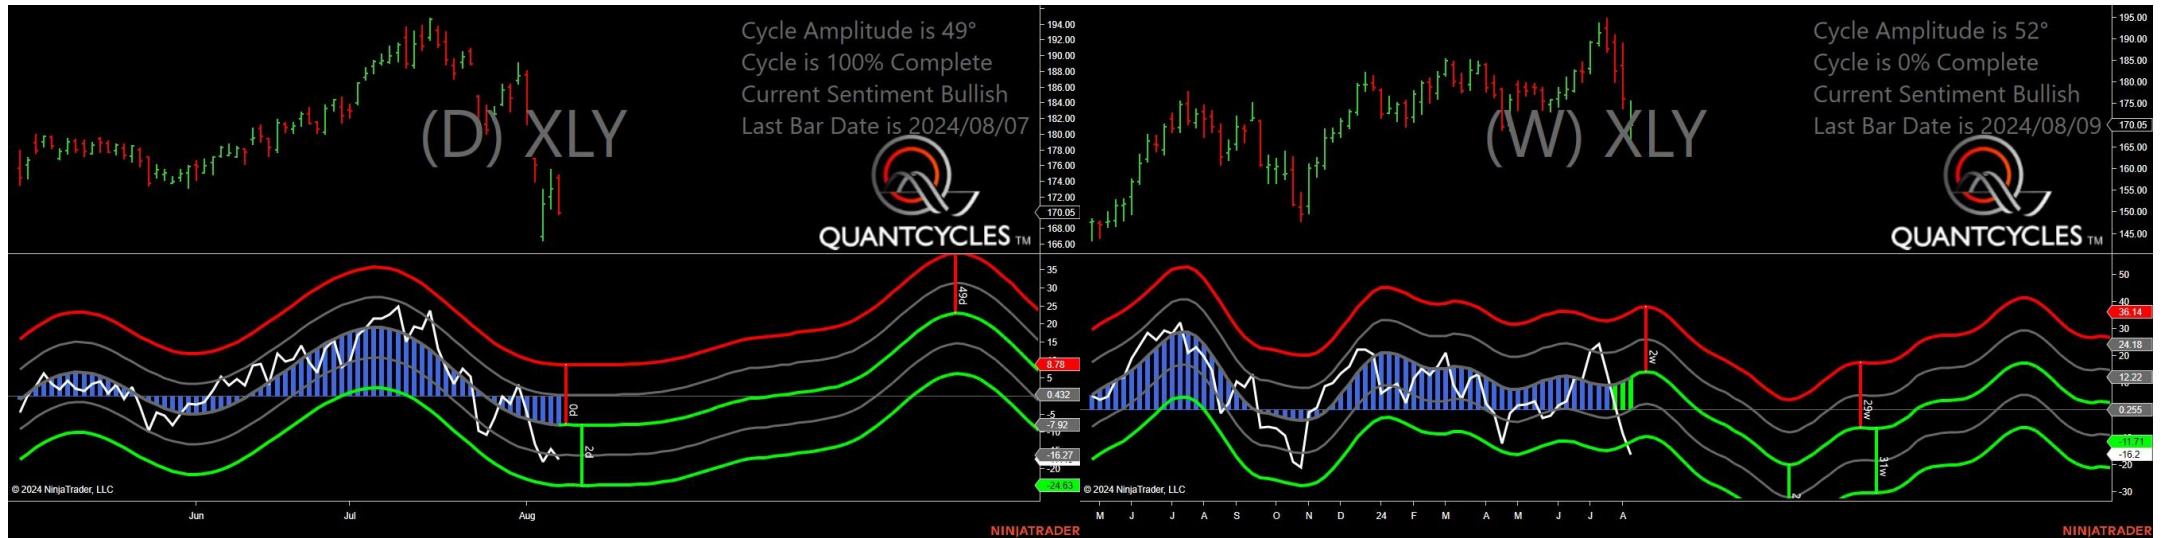 Cycle Amplitude is 49°
Cycle is 100% Complete
Current Sentiment Bullish
Last Bar Date is 2024/08/07
(D) XLY
QUANTCYCLES TM
194.00
192.00
190.00
188.00
186.00
184.00
182.00
180.00
178.00
176.00
174.00
172.00
170.05
168.00
166.00
35
30
25
20
15
8.78
5
0.432
-5
-7.92
-16.27
-20
-24.63
49d
0d
2d
© 2024 NinjaTrader, LLC
Jun Jul Aug
NINJATRADER
Cycle Amplitude is 52°
Cycle is 0% Complete
Current Sentiment Bullish
Last Bar Date is 2024/08/09
(W) XLY
QUANTCYCLES TM
195.00
190.00
185.00
180.00
175.00
170.05
165.00
160.00
155.00
150.00
145.00
50
40
36.14
30
24.18
20
12.22
0.255
-11.71
-16.2
-20
-30
2w
29w
31w
2
© 2024 NinjaTrader, LLC
M J J A S O N D 24 F M A M J J A
NINJATRADER